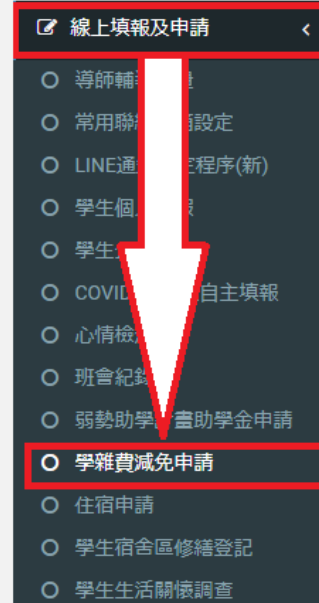 線上填報及申請
導師輔
常用聯 設定
LINE通 程序(新)
學生個 報
學生
COVID 自主填報
心情檢
班會紀錄
弱勢助學 畫助學金申請
學雜費減免申請
住宿申請
學生宿舍區修繕登記
學生生活關懷調查